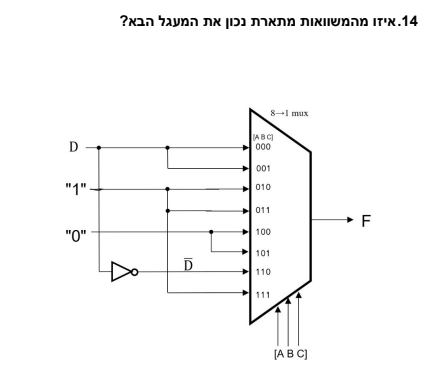 14.איזו מהמשוואות מתארת נכון את המעגל הבא?
8→1 mux
[A B C]
D 000
001
"1" 010
011
"0" 100
101
D̅ 110
111
F
[A B C]